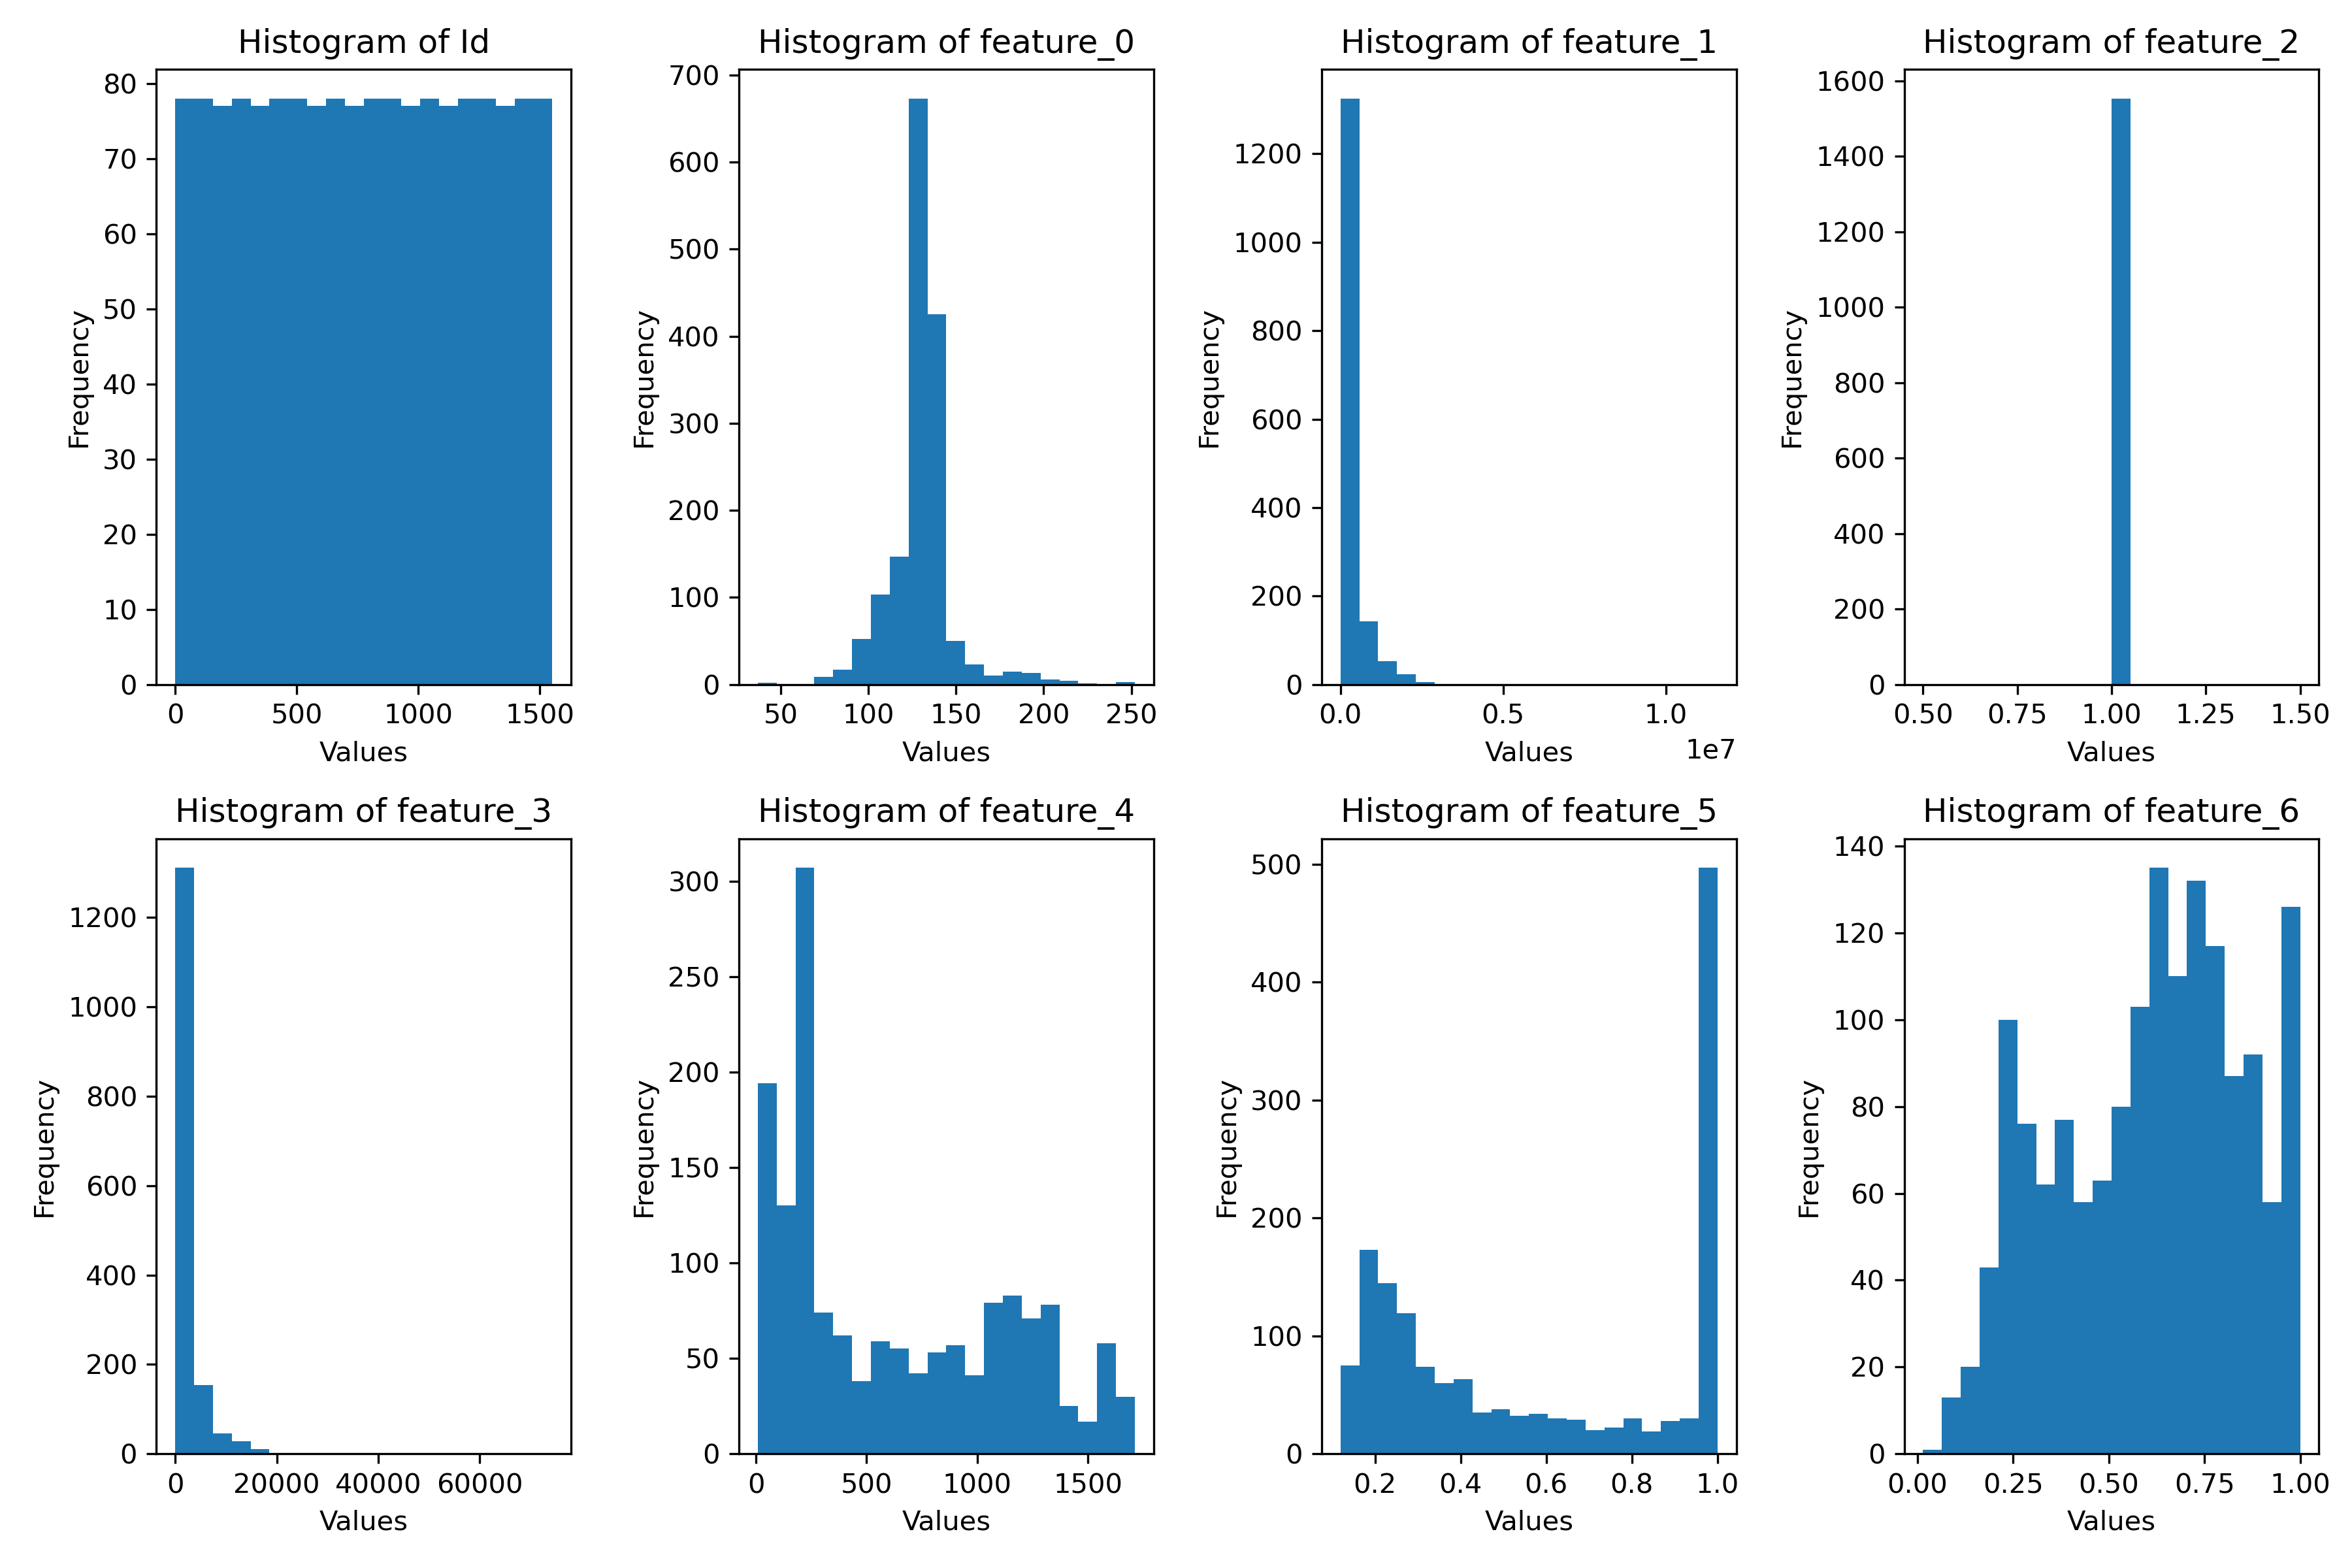 Histogram of Id
80
70
60
50
40
30
20
10
0
Frequency
0 500 1000 1500
Values
Histogram of feature_0
700
600
500
400
300
200
100
0
Frequency
50 100 150 200 250
Values
Histogram of feature_1
1200
1000
800
600
400
200
0
Frequency
0.0 0.5 1.0
1e7
Values
Histogram of feature_2
1600
1400
1200
1000
800
600
400
200
0
Frequency
0.50 0.75 1.00 1.25 1.50
Values
Histogram of feature_3
1200
1000
800
600
400
200
0
Frequency
0 20000 40000 60000
Values
Histogram of feature_4
300
250
200
150
100
50
0
Frequency
0 500 1000 1500
Values
Histogram of feature_5
500
400
300
200
100
0
Frequency
0.2 0.4 0.6 0.8 1.0
Values
Histogram of feature_6
140
120
100
80
60
40
20
0
Frequency
0.00 0.25 0.50 0.75 1.00
Values